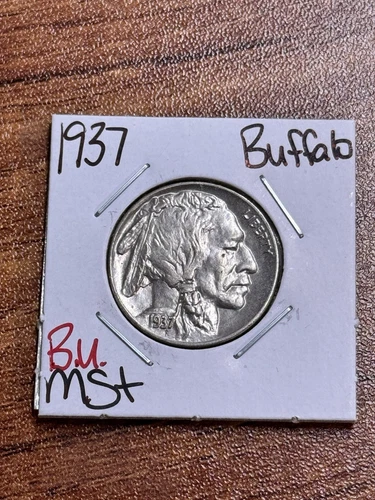 1937 Buffalo
LIBERTY
1937
B.U.
MS+